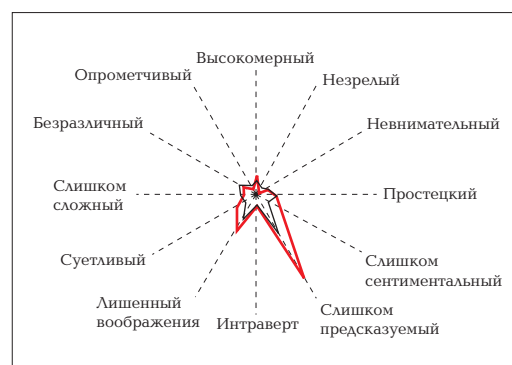 Высокомерный
Опрометчивый
Незрелый
Безразличный
Невнимательный
Слишком
сложный
Простецкий
Суетливый
Слишком
сентиментальный
Лишенный
воображения
Интраверт
Слишком
предсказуемый